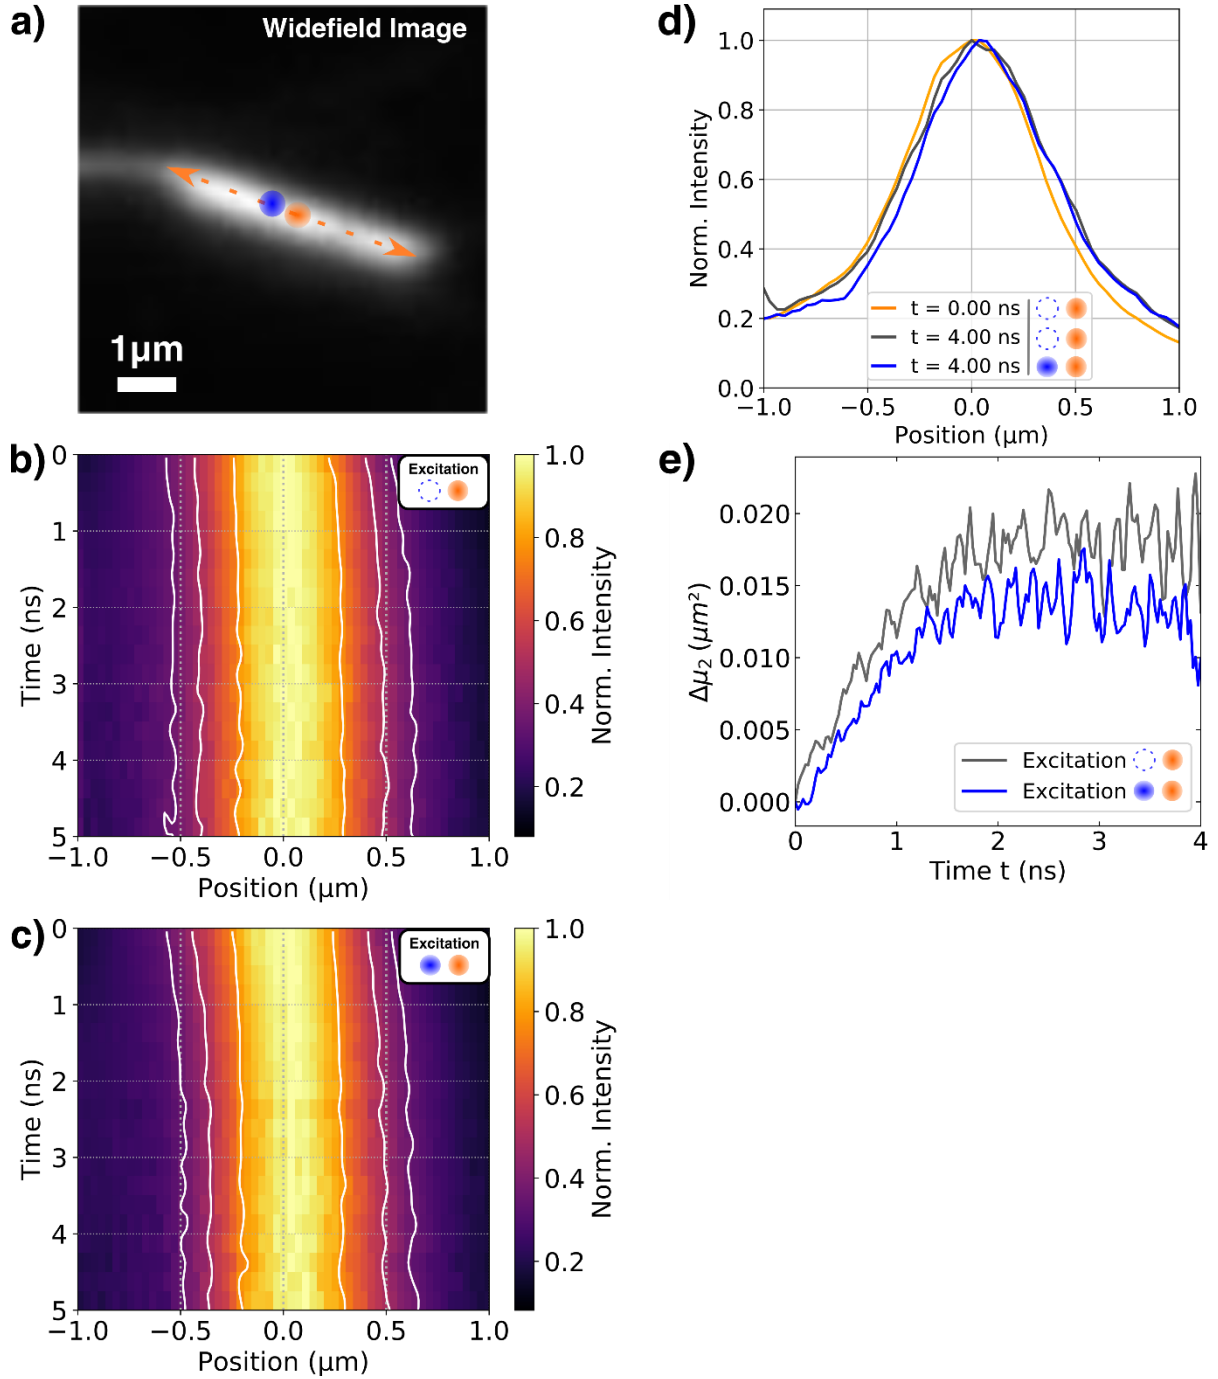 a)
Widefield Image
1µm
b)
0
1
2
3
4
5
Time (ns)
Excitation
−1.0 −0.5 0.0 0.5 1.0
Position (µm)
1.0
0.8
0.6
0.4
0.2
Norm. Intensity
c)
0
1
2
3
4
5
Time (ns)
Excitation
−1.0 −0.5 0.0 0.5 1.0
Position (µm)
1.0
0.8
0.6
0.4
0.2
Norm. Intensity
d)
1.0
0.8
0.6
0.4
0.2
0.0
Norm. Intensity
t = 0.00 ns
t = 4.00 ns
t = 4.00 ns
−1.0 −0.5 0.0 0.5 1.0
Position (µm)
e)
0.020
0.015
0.010
0.005
0.000
Δµ₂ (µm²)
Excitation
Excitation
0 1 2 3 4
Time t (ns)